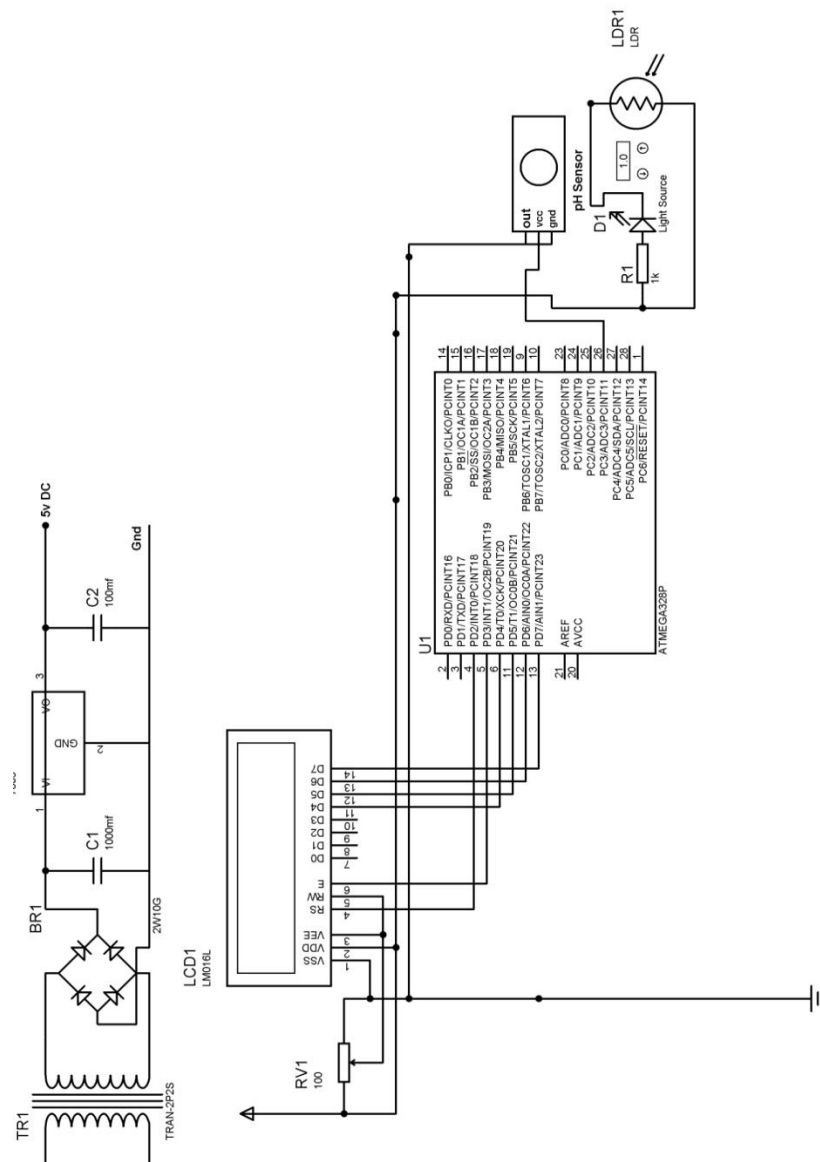 TR1
TRAN-2P2S
BR1
2W10G
C1
1000mf
1
VI
VO
3
GND
2
C2
100mf
5v DC
Gnd
LCD1
LM016L
VSS
VDD
VEE
RS
RW
E
D0
D1
D2
D3
D4
D5
D6
D7
1
2
3
4
5
6
7
8
9
10
11
12
13
14
RV1
100
U1
2
PD0/RXD/PCINT16
PB0/ICP1/CLKO/PCINT0
14
3
PD1/TXD/PCINT17
PB1/OC1A/PCINT1
15
4
PD2/INT0/PCINT18
PB2/SS/OC1B/PCINT2
16
5
PD3/INT1/OC2B/PCINT19
PB3/MOSI/OC2A/PCINT3
17
6
PD4/T0/XCK/PCINT20
PB4/MISO/PCINT4
18
11
PD5/T1/OC0B/PCINT21
PB5/SCK/PCINT5
19
12
PD6/AIN0/OC0A/PCINT22
PB6/TOSC1/XTAL1/PCINT6
9
13
PD7/AIN1/PCINT23
PB7/TOSC2/XTAL2/PCINT7
10
21
AREF
PC0/ADC0/PCINT8
23
20
AVCC
PC1/ADC1/PCINT9
24
PC2/ADC2/PCINT10
25
PC3/ADC3/PCINT11
26
PC4/ADC4/SDA/PCINT12
27
PC5/ADC5/SCL/PCINT13
28
PC6/RESET/PCINT14
1
ATMEGA328P
out
vcc
gnd
pH Sensor
D1
Light Source
R1
1k
1.0
LDR1
LDR